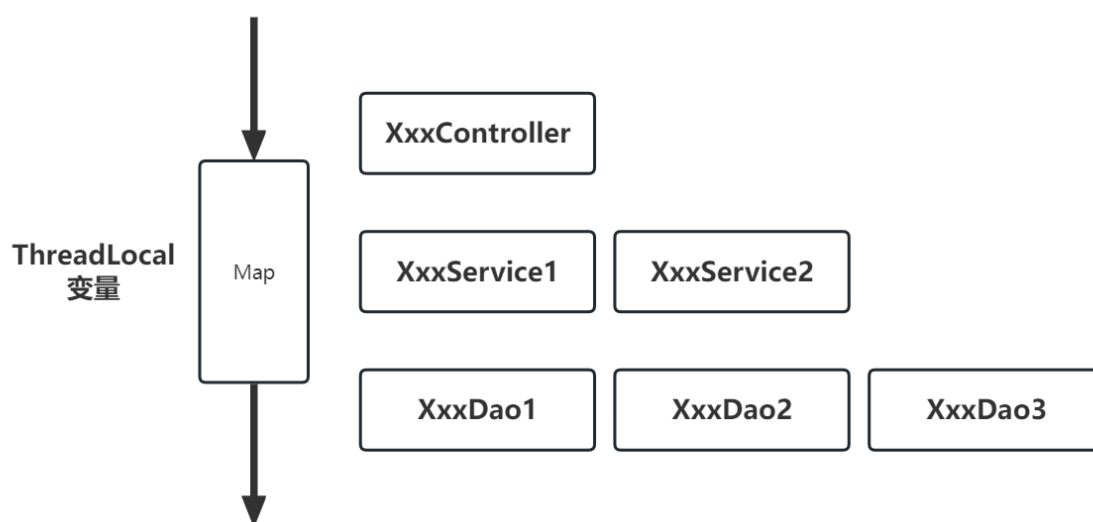 XxxController
ThreadLocal
变量
Map
XxxService1
XxxService2
XxxDao1
XxxDao2
XxxDao3